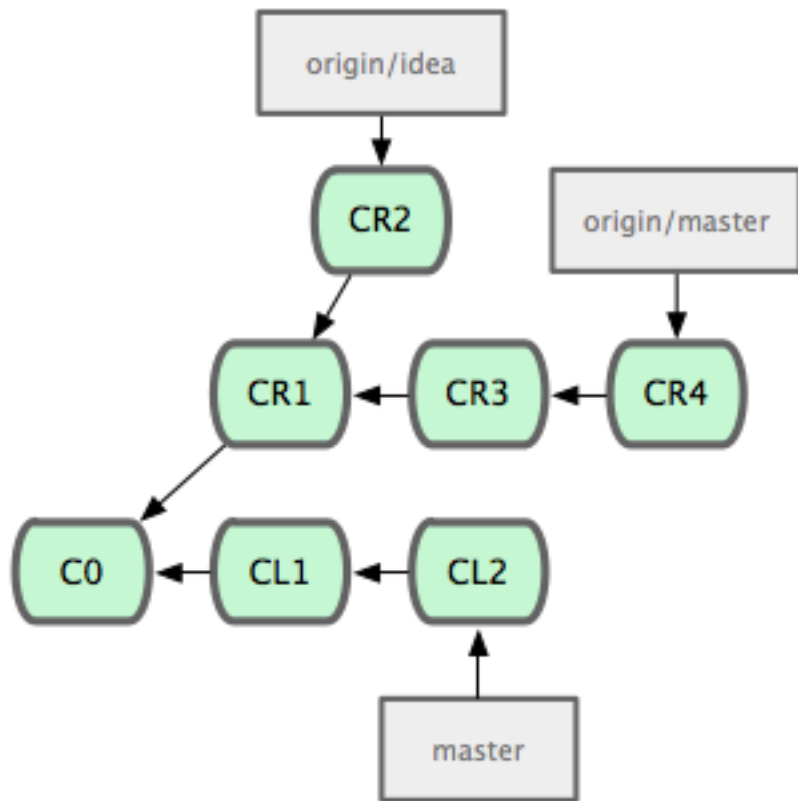 origin/idea
CR2
origin/master
CR1
CR3
CR4
C0
CL1
CL2
master